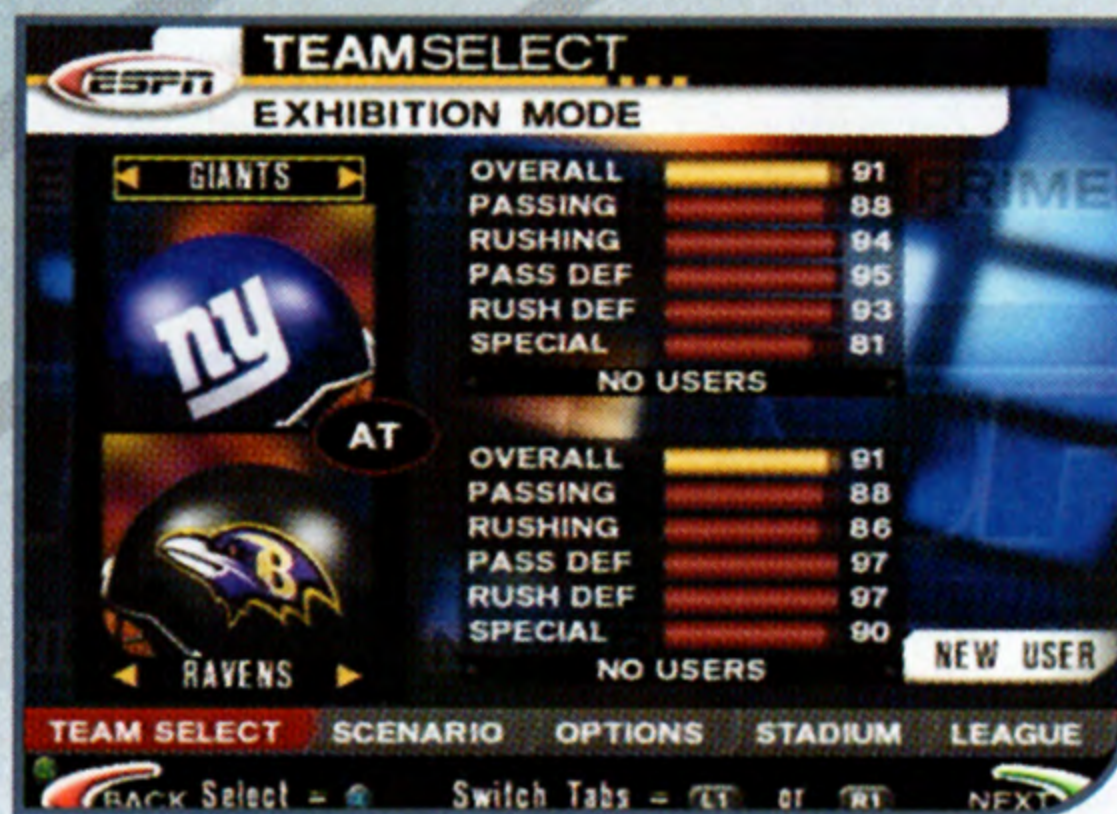 ESPN
TEAMSELECT
EXHIBITION MODE
GIANTS
OVERALL 91
PASSING 88
RUSHING 94
PASS DEF 95
RUSH DEF 93
SPECIAL 81
NO USERS
ny
AT
OVERALL 91
PASSING 88
RUSHING 86
PASS DEF 97
RUSH DEF 97
SPECIAL 90
NO USERS
B
RAVENS
PRIME
NEW USER
TEAM SELECT SCENARIO OPTIONS STADIUM LEAGUE
BACK Select = Switch Tabs = L1 or R1 NEXT